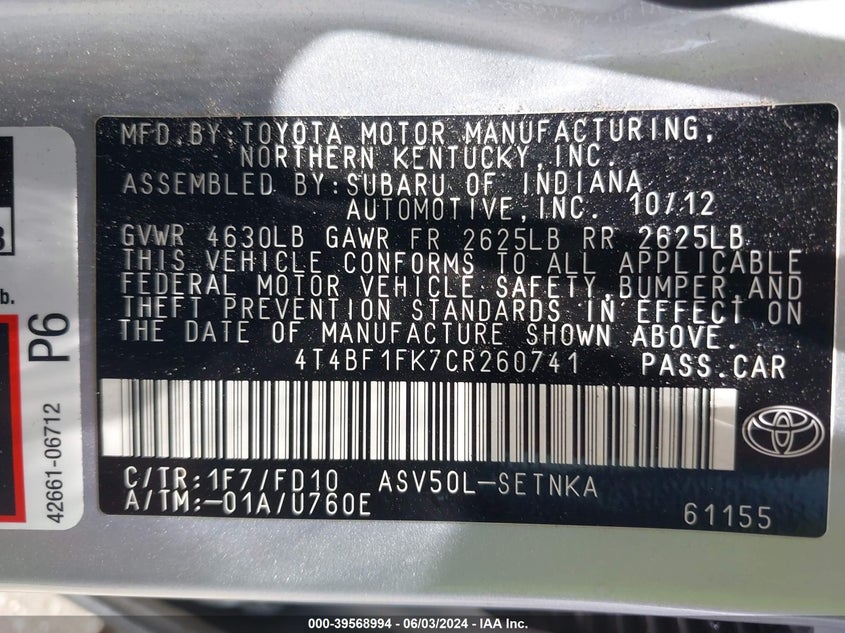 MFD.BY:TOYOTA MOTOR MANUFACTURING,
NORTHERN KENTUCKY,INC.
ASSEMBLED BY:SUBARU OF INDIANA
AUTOMOTIVE,INC. 10/12
GVWR 4630LB GAWR FR 2625LB RR 2625LB
THIS VEHICLE CONFORMS TO ALL APPLICABLE
FEDERAL MOTOR VEHICLE SAFETY,BUMPER,AND
THEFT PREVENTION STANDARDS IN EFFECT ON
THE DATE OF MANUFACTURE SHOWN ABOVE.
4T4BF1FK7CR260741 PASS.CAR
C/TR:1F7/FD10 ASV50L-SETNKA
A/TM:-01A/U760E
61155
b.
P6
42661-06712
000-39568994 | 06/03/2024 | IAA Inc.